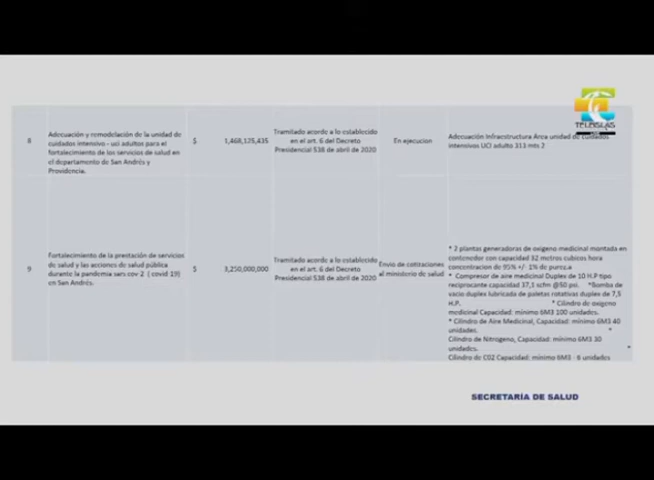 TELEISLAS
8
Adecuación y remodelación de la unidad de
cuidados intensivo - uci adultos para el
fortalecimiento de los servicios de salud en
el departamento de San Andrés y
Providencia.
$ 1,468,125,435
Tramitado acorde a lo establecido
en el art. 6 del Decreto
Presidencial 538 de abril de 2020
En ejecucion
Adecuación Infraestructura Área unidad de cuidados
intensivos UCI adulto 313 mts 2
9
Fortalecimiento de la prestación de servicios
de salud y las acciones de salud pública
durante la pandemia sars cov 2 ( covid 19)
en San Andrés.
$ 3,250,000,000
Tramitado acorde a lo establecido
en el art. 6 del Decreto
Presidencial 538 de abril de 2020
Envio de cotizaciones
al ministerio de salud
* 2 plantas generadoras de oxigeno medicinal montada en
contenedor con capacidad 32 metros cubicos hora
concentracion de 95% +/- 1% de pureza
* Compresor de aire medicinal Duplex de 10 H.P tipo
reciprocante capacidad 37,1 scfm @50 psi. *Bomba de
vacio duplex lubricada de paletas rotativas duplex de 7,5
H.P. * Cilindro de oxigeno
medicinal Capacidad: mínimo 6M3 100 unidades.
* Cilindro de Aire Medicinal, Capacidad: mínimo 6M3 40
unidades. *
Cilindro de Nitrogeno, Capacidad: mínimo 6M3 30
unidades. *
Cilindro de CO2 Capacidad: mínimo 6M3 - 6 unidades
SECRETARÍA DE SALUD